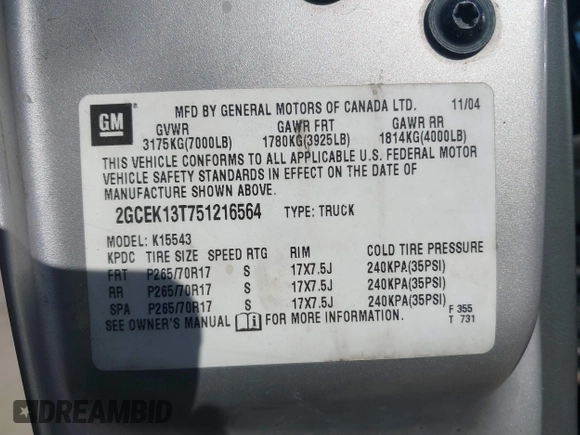 GM
MFD BY GENERAL MOTORS OF CANADA LTD. 11/04
GVWR GAWR FRT GAWR RR
3175KG(7000LB) 1780KG(3925LB) 1814KG(4000LB)
THIS VEHICLE CONFORMS TO ALL APPLICABLE U.S. FEDERAL MOTOR
VEHICLE SAFETY STANDARDS IN EFFECT ON THE DATE OF
MANUFACTURE SHOWN ABOVE.
2GCEK13T751216564 TYPE: TRUCK
MODEL: K15543
KPDC TIRE SIZE SPEED RTG RIM COLD TIRE PRESSURE
FRT P265/70R17 S 17X7.5J 240KPA(35PSI)
RR P265/70R17 S 17X7.5J 240KPA(35PSI)
SPA P265/70R17 S 17X7.5J 240KPA(35PSI)
SEE OWNER'S MANUAL FOR MORE INFORMATION.
F 355
T 731
DREAMBID